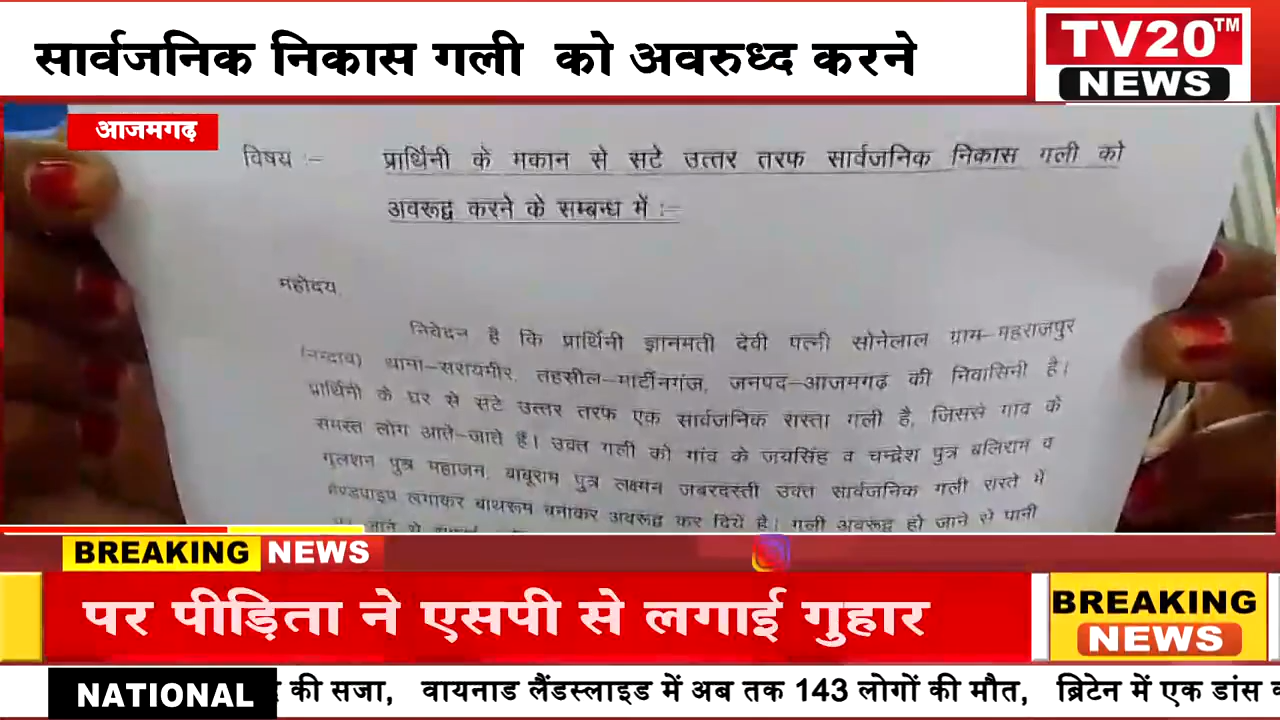 सार्वजनिक निकास गली को अवरुध्द करने
TV20™
NEWS
आजमगढ़
विषय :- प्रार्थिनी के मकान से सटे उत्तर तरफ सार्वजनिक निकास गली को
अवरूद्व करने के सम्बन्ध में :-
महोदय,
निवेदन है कि प्रार्थिनी ज्ञानमती देवी पत्नी सोनेलाल ग्राम-महराजपुर
(नन्दाव) थाना-सरायमीर, तहसील-मार्टीनगंज, जनपद-आजमगढ़ की निवासिनी है।
प्रार्थिनी के घर से सटे उत्तर तरफ एक सार्वजनिक रास्ता गली है, जिससे गाव के
समस्त लोग आते-जाते हैं। उक्त गली को गांव के जयसिंह व चन्द्रेश पुत्र बलिराम व
गुलशन पुत्र महाजन, बाबूराम पुत्र लक्ष्मन जबरदस्ती उक्त सार्वजनिक गली रास्ते में
हैण्डपाइप लगाकर बाथरूम बनाकर अवरूद्व कर दिये है। गली अवरूद्व हो जाने से पानी
BREAKING NEWS
पर पीड़िता ने एसपी से लगाई गुहार
BREAKING
NEWS
NATIONAL की सजा, वायनाड लैंडस्लाइड में अब तक 143 लोगों की मौत, ब्रिटेन में एक डांस